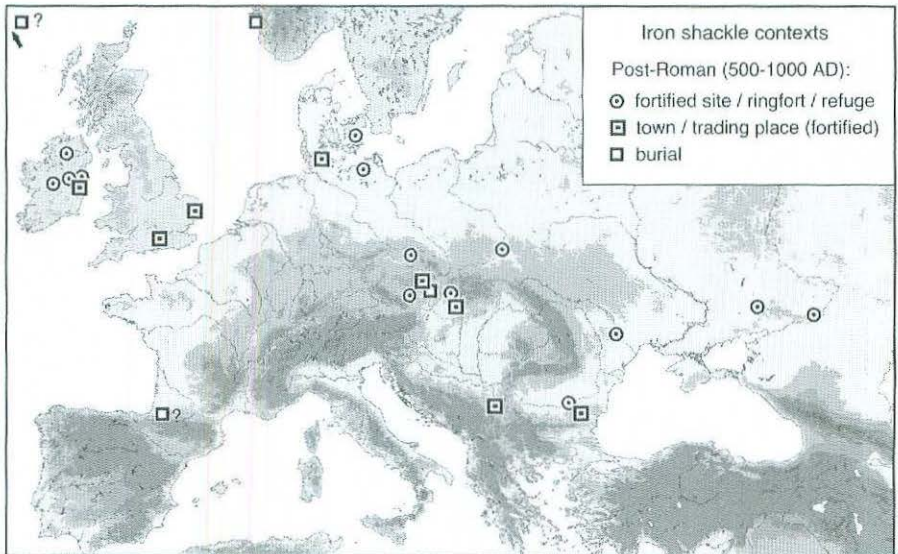 ?
Iron shackle contexts
Post-Roman (500-1000 AD):
fortified site / ringfort / refuge
town / trading place (fortified)
burial
?